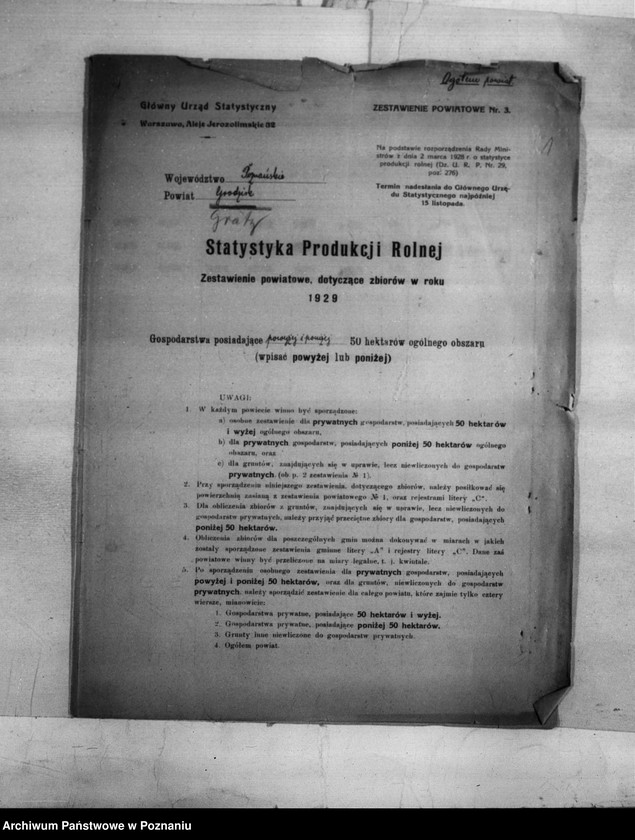 Ogółem powiat
Główny Urząd Statystyczny
Warszawa, Aleje Jerozolimskie 32
ZESTAWIENIE POWIATOWE Nr. 3.
1
Na podstawie rozporządzenia Rady Mini-
strów z dnia 2 marca 1928 r. o statystyce
produkcji rolnej (Dz. U. R. P. Nr. 29,
poz. 276)
Termin nadesłania do Głównego Urzę-
du Statystycznego najpóźniej
15 listopada.
Województwo Poznańskie
Powiat Grodzisk
Grätz
Statystyka Produkcji Rolnej
Zestawienie powiatowe, dotyczące zbiorów w roku
1929
Gospodarstwa posiadające powyżej i poniżej 50 hektarów ogólnego obszaru
(wpisać powyżej lub poniżej)
UWAGI:
1. W każdym powiecie winno być sporządzone:
a) osobne zestawienie dla prywatnych gospodarstw, posiadających 50 hektarów
i wyżej ogólnego obszaru,
b) dla prywatnych gospodarstw, posiadających poniżej 50 hektarów ogólnego
obszaru, oraz
c) dla gruntów, znajdujących się w uprawie, lecz niewliczonych do gospodarstw
prywatnych (ob p. 2 zestawienia № 1).
2. Przy sporządzeniu niniejszego zestawienia, dotyczącego zbiorów, należy posiłkować się
powierzchnią zasianą z zestawienia powiatowego № 1, oraz rejestrami litery „C".
3. Dla obliczenia zbiorów z gruntów, znajdujących się w uprawie, lecz niewliczonych do
gospodarstw prywatnych, należy przyjąć przeciętne zbiory dla gospodarstw, posiadających
poniżej 50 hektarów.
4. Obliczenia zbiorów dla poszczególnych gmin można dokonywać w miarach w jakich
zostały sporządzone zestawienia gminne litery „A" i rejestry litery „C". Dane zaś
powiatowe winny być przeliczone na miary legalne, t. j. kwintale.
5. Po sporządzeniu osobnego zestawienia dla prywatnych gospodarstw, posiadających
powyżej i poniżej 50 hektarów, oraz dla gruntów, niewliczonych do gospodarstw
prywatnych, należy sporządzić zestawienie dla całego powiatu, które zajmie tylko cztery
wiersze, mianowicie:
1. Gospodarstwa prywatne, posiadające 50 hektarów i wyżej.
2. Gospodarstwa prywatne, posiadające poniżej 50 hektarów.
3. Grunty inne niewliczone do gospodarstw prywatnych.
4. Ogółem powiat.
Archiwum Państwowe w Poznaniu